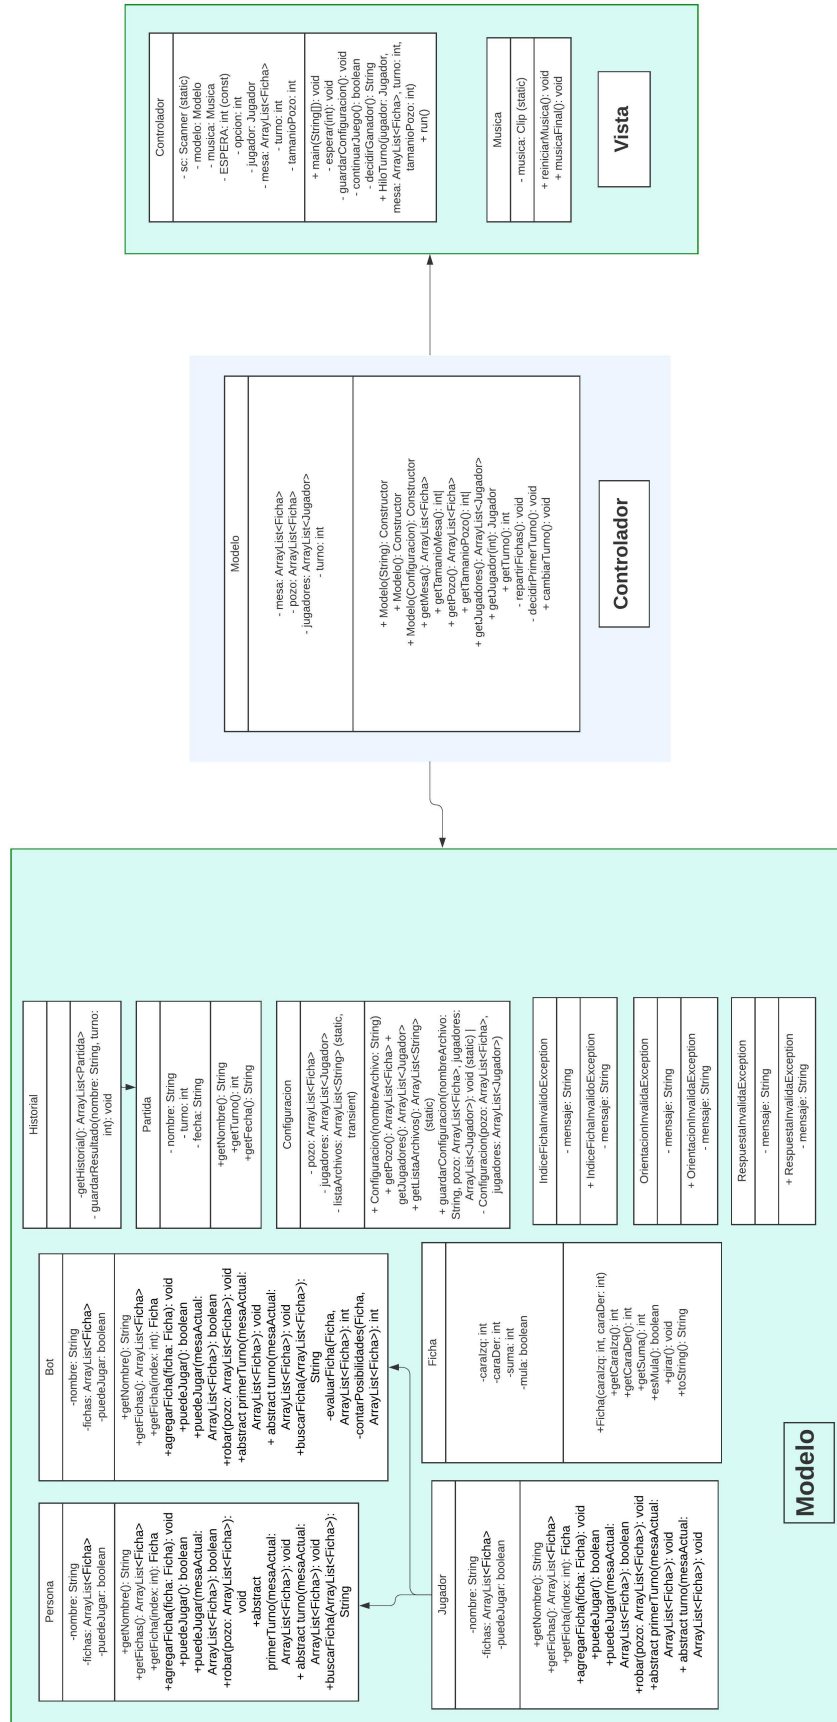 Persona
-nombre: String
-fichas: ArrayList<Ficha>
-puedeJugar: boolean
+getNombre(): String
+getFichas(): ArrayList<Ficha>
+getFicha(index: int): Ficha
+agregarFicha(ficha: Ficha): void
+puedeJugar(): boolean
+puedeJugar(mesaActual:
ArrayList<Ficha>): boolean
+robar(pozo: ArrayList<Ficha>):
void
+abstract
primerTurno(mesaActual:
ArrayList<Ficha>): void
+ abstract turno(mesaActual:
ArrayList<Ficha>): void
+buscarFicha(ArrayList<Ficha>):
String
Bot
-nombre: String
-fichas: ArrayList<Ficha>
-puedeJugar: boolean
+getNombre(): String
+getFichas(): ArrayList<Ficha>
+getFicha(index: int): Ficha
+agregarFicha(ficha: Ficha): void
+puedeJugar(): boolean
+puedeJugar(mesaActual:
ArrayList<Ficha>): boolean
+robar(pozo: ArrayList<Ficha>): void
+abstract primerTurno(mesaActual:
ArrayList<Ficha>): void
+ abstract turno(mesaActual:
ArrayList<Ficha>): void
+buscarFicha(ArrayList<Ficha>):
String
-evaluarFicha(Ficha,
ArrayList<Ficha>): int
-contarPosibilidades(Ficha,
ArrayList<Ficha>): int
Historial
-getHistorial(): ArrayList<Partida>
- guardarResultado(nombre: String, turno:
int): void
Partida
- nombre: String
- turno: int
- fecha: String
+getNombre(): String
+getTurno(): int
+getFecha(): String
Configuracion
- pozo: ArrayList<Ficha>
- jugadores: ArrayList<Jugador>
- listaArchivos: ArrayList<String> (static,
transient)
+ Configuracion(nombreArchivo: String)
+ getPozo(): ArrayList<Ficha> +
getJugadores(): ArrayList<Jugador>
+ getListaArchivos(): ArrayList<String>
(static)
+ guardarConfiguracion(nombreArchivo:
String, pozo: ArrayList<Ficha>, jugadores:
ArrayList<Jugador>): void (static) |
- Configuracion(pozo: ArrayList<Ficha>,
jugadores: ArrayList<Jugador>)
IndiceFichaInvalidoException
- mensaje: String
+ IndiceFichaInvalidoException
- mensaje: String
OrientacionInvalidaException
- mensaje: String
+ OrientacionInvalidaException
- mensaje: String
RespuestaInvalidaException
- mensaje: String
+ RespuestaInvalidaException
- mensaje: String
Jugador
-nombre: String
-fichas: ArrayList<Ficha>
-puedeJugar: boolean
+getNombre(): String
+getFichas(): ArrayList<Ficha>
+getFicha(index: int): Ficha
+agregarFicha(ficha: Ficha): void
+puedeJugar(): boolean
+puedeJugar(mesaActual:
ArrayList<Ficha>): boolean
+robar(pozo: ArrayList<Ficha>): void
+abstract primerTurno(mesaActual:
ArrayList<Ficha>): void
+ abstract turno(mesaActual:
ArrayList<Ficha>): void
Ficha
-caraIzq: int
-caraDer: int
-suma: int
-mula: boolean
+Ficha(caraIzq: int, caraDer: int)
+getCaraIzq(): int
+getCaraDer(): int
+getSuma(): int
+esMula(): boolean
+girar(): void
+toString(): String
Modelo
Modelo
- mesa: ArrayList<Ficha>
- pozo: ArrayList<Ficha>
- jugadores: ArrayList<Jugador>
- turno: int
+ Modelo(String): Constructor
+ Modelo(): Constructor
+ Modelo(Configuracion): Constructor
+ getMesa(): ArrayList<Ficha>
+ getTamanioMesa(): int|
+ getPozo(): ArrayList<Ficha>
+ getTamanioPozo(): int|
+ getJugadores(): ArrayList<Jugador>
+ getJugador(int): Jugador
+ getTurno(): int
- repartirFichas(): void
- decidirPrimerTurno(): void
+ cambiarTurno(): void
Controlador
Controlador
- sc: Scanner (static)
- modelo: Modelo
- musica: Musica
- ESPERA: int (const)
- opcion: int
- jugador: Jugador
- mesa: ArrayList<Ficha>
- turno: int
- tamanioPozo: int
+ main(String[]): void
- esperar(int): void
- guardarConfiguracion(): void
- continuarJuego(): boolean
- decidirGanador(): String
+ HiloTurno(jugador: Jugador,
mesa: ArrayList<Ficha>, turno: int,
tamanioPozo: int)
+ run()
Musica
- musica: Clip (static)
+ reiniciarMusica(): void
+ musicaFinal(): void
Vista